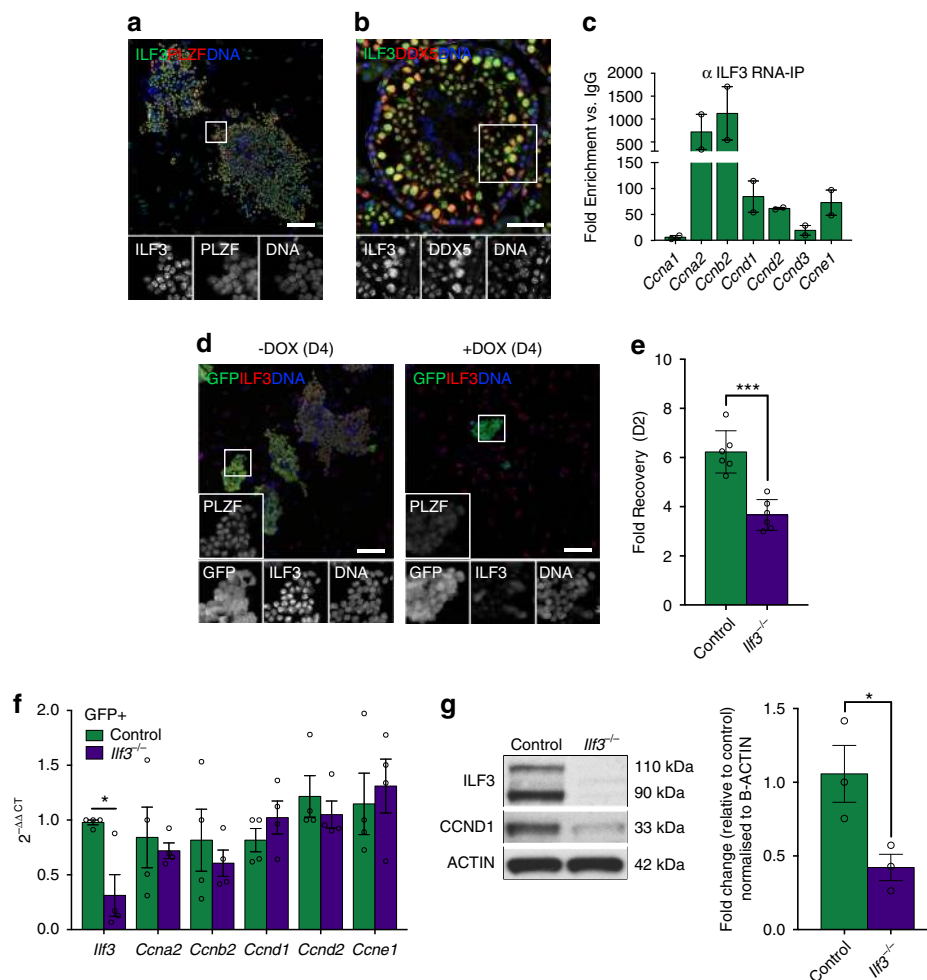 a
ILF3PLZFDNA
ILF3 PLZF DNA
b
ILF3DDX5DNA
ILF3 DDX5 DNA
c
α ILF3 RNA-IP
Fold Enrichment vs. IgG
2000
1500
1000
500
150
100
50
0
Ccna1 Ccna2 Ccnb2 Ccnd1 Ccnd2 Ccnd3 Ccne1
d
-DOX (D4)
GFPILF3DNA
PLZF
GFP ILF3 DNA
+DOX (D4)
GFPILF3DNA
PLZF
GFP ILF3 DNA
e
Fold Recovery (D2)
10
8
6
4
2
0
***
Control Ilf3−/−
f
GFP+
Control
Ilf3−/−
2−ΔΔ CT
2.0
1.5
1.0
0.5
0.0
*
Ilf3 Ccna2 Ccnb2 Ccnd1 Ccnd2 Ccne1
g
Control Ilf3−/−
ILF3 110 kDa
90 kDa
CCND1 33 kDa
ACTIN 42 kDa
Fold change (relative to control)
normalised to B-ACTIN
1.5
1.0
0.5
0.0
*
Control Ilf3−/−